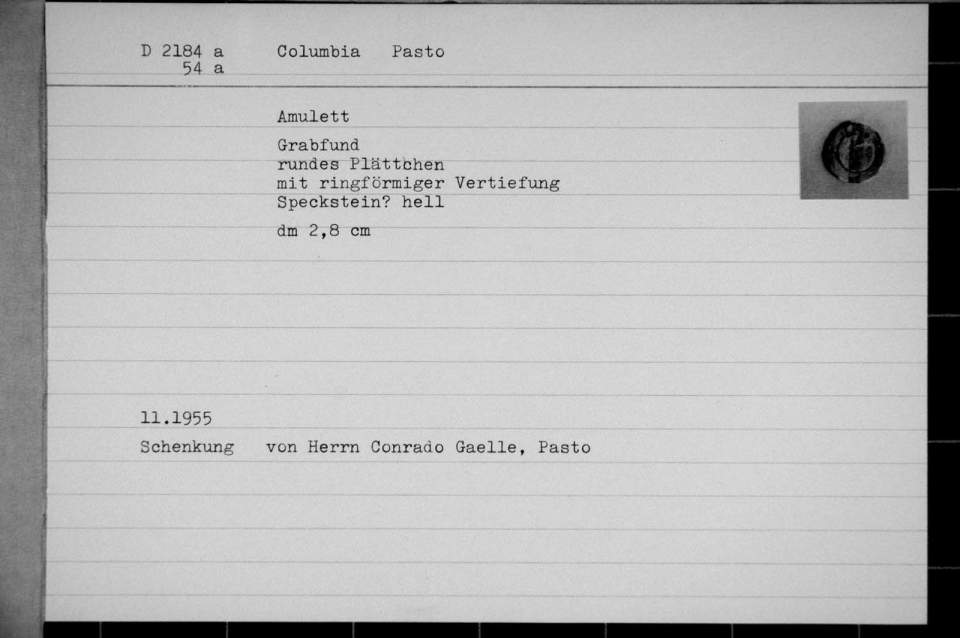 D 2184 a Columbia Pasto
54 a
Amulett
Grabfund
rundes Plättchen
mit ringförmiger Vertiefung
Speckstein? hell
dm 2,8 cm
11.1955
Schenkung von Herrn Conrado Gaelle, Pasto